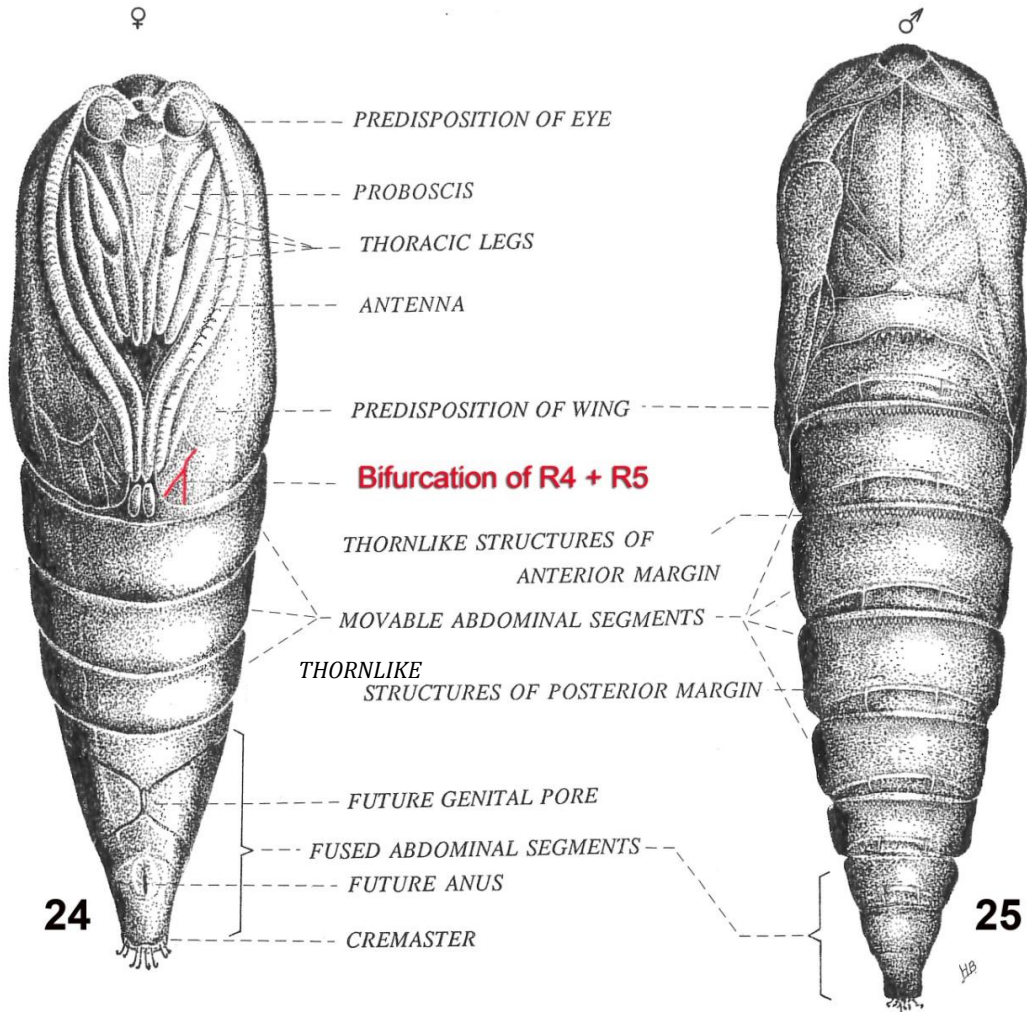 ♀
♂
PREDISPOSITION OF EYE
PROBOSCIS
THORACIC LEGS
ANTENNA
PREDISPOSITION OF WING
Bifurcation of R4 + R5
THORNLIKE STRUCTURES OF
ANTERIOR MARGIN
MOVABLE ABDOMINAL SEGMENTS
THORNLIKE
STRUCTURES OF POSTERIOR MARGIN
FUTURE GENITAL PORE
FUSED ABDOMINAL SEGMENTS
FUTURE ANUS
CREMASTER
24
25
HB